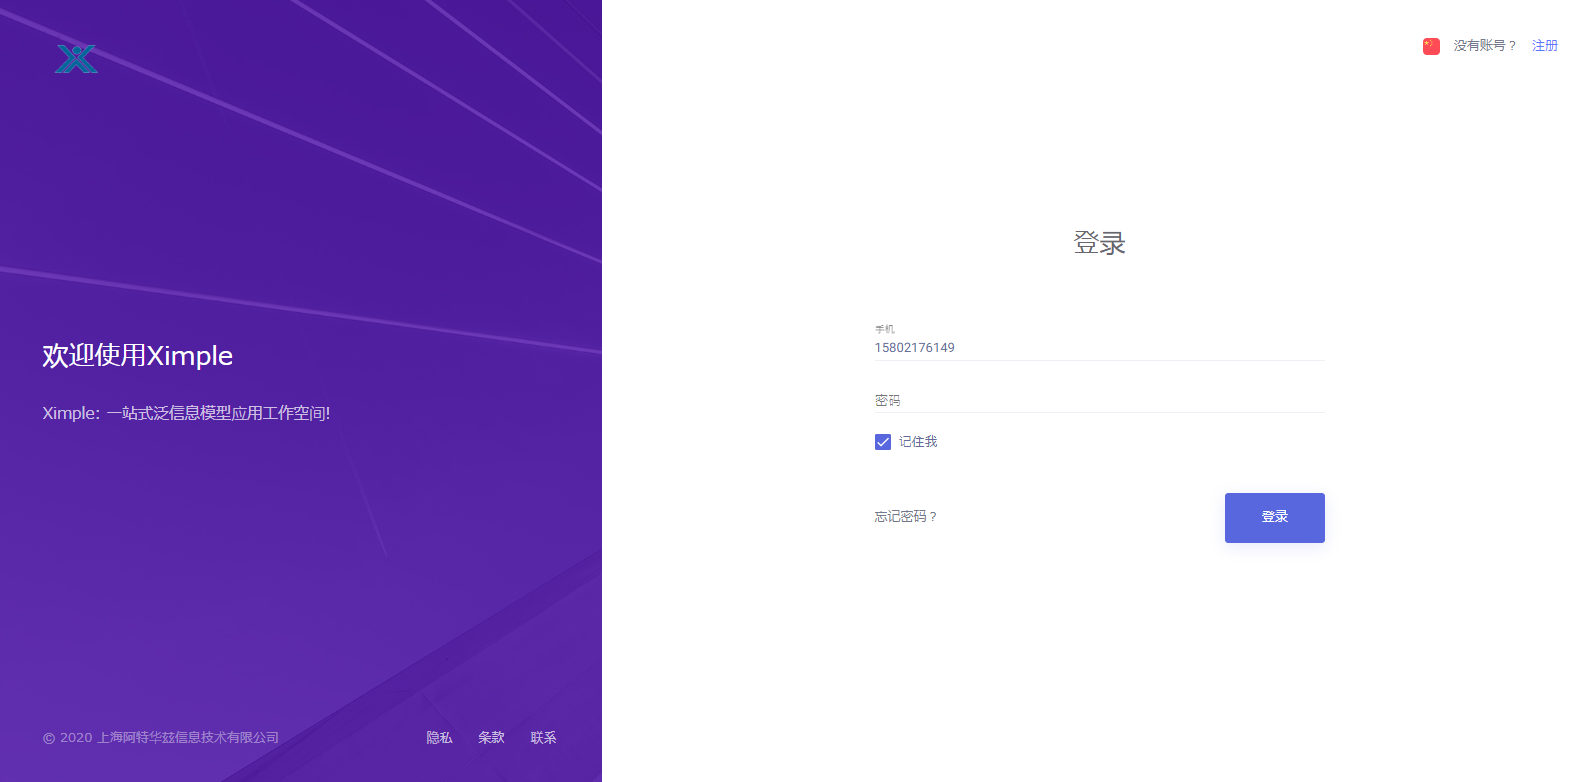 没有账号？ 注册
欢迎使用Ximple
Ximple: 一站式泛信息模型应用工作空间!
© 2020 上海阿特华兹信息技术有限公司 隐私 条款 联系
登录
手机
15802176149
密码
记住我
忘记密码？ 登录